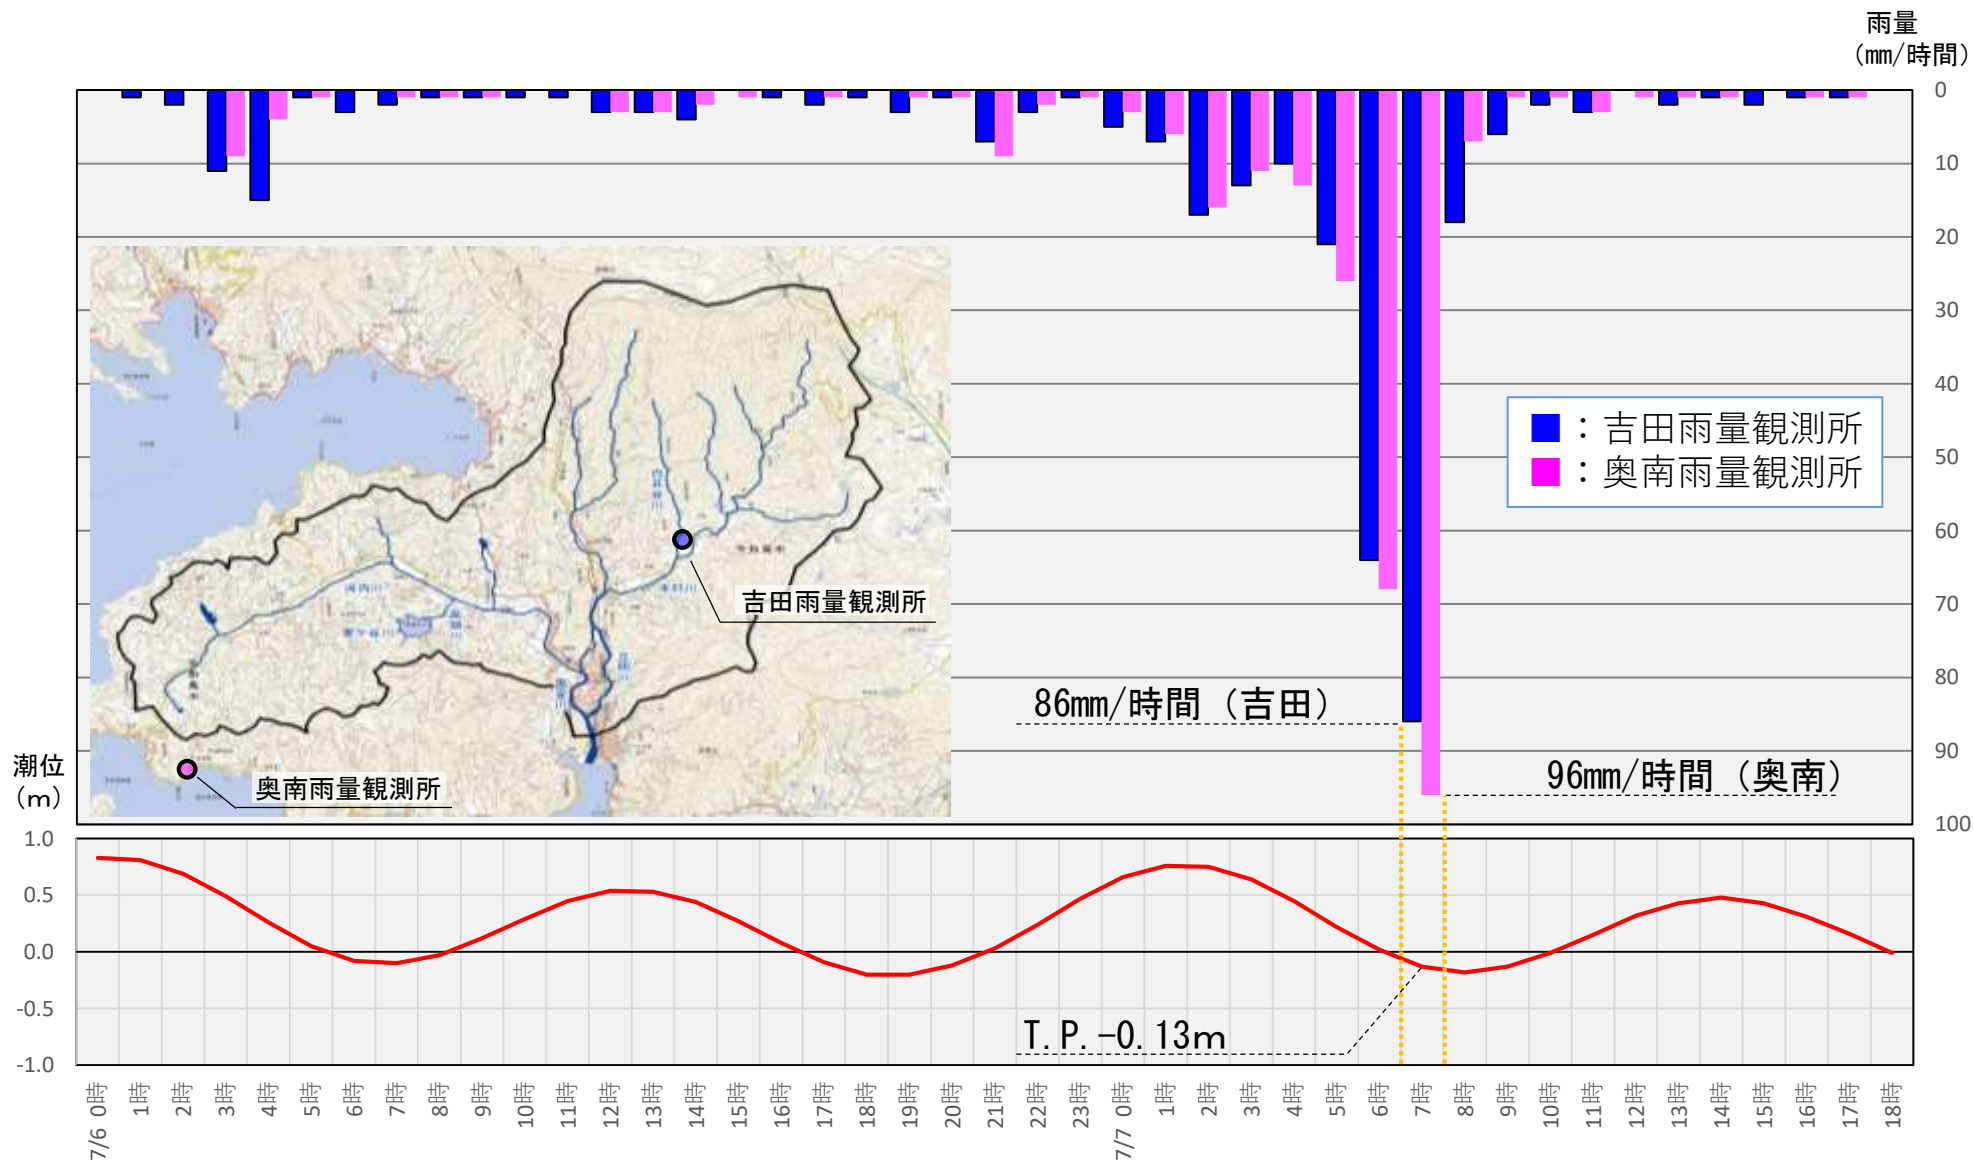 雨量
（mm/時間）
0
10
20
30
40
50
60
70
80
90
100
：吉田雨量観測所
：奥南雨量観測所
吉田雨量観測所
奥南雨量観測所
河内川
86mm/時間（吉田）
96mm/時間（奥南）
潮位
（m）
1.0
0.5
0.0
-0.5
-1.0
T.P.-0.13m
7/6 0時
1時
2時
3時
4時
5時
6時
7時
8時
9時
10時
11時
12時
13時
14時
15時
16時
17時
18時
19時
20時
21時
22時
23時
7/7 0時
1時
2時
3時
4時
5時
6時
7時
8時
9時
10時
11時
12時
13時
14時
15時
16時
17時
18時